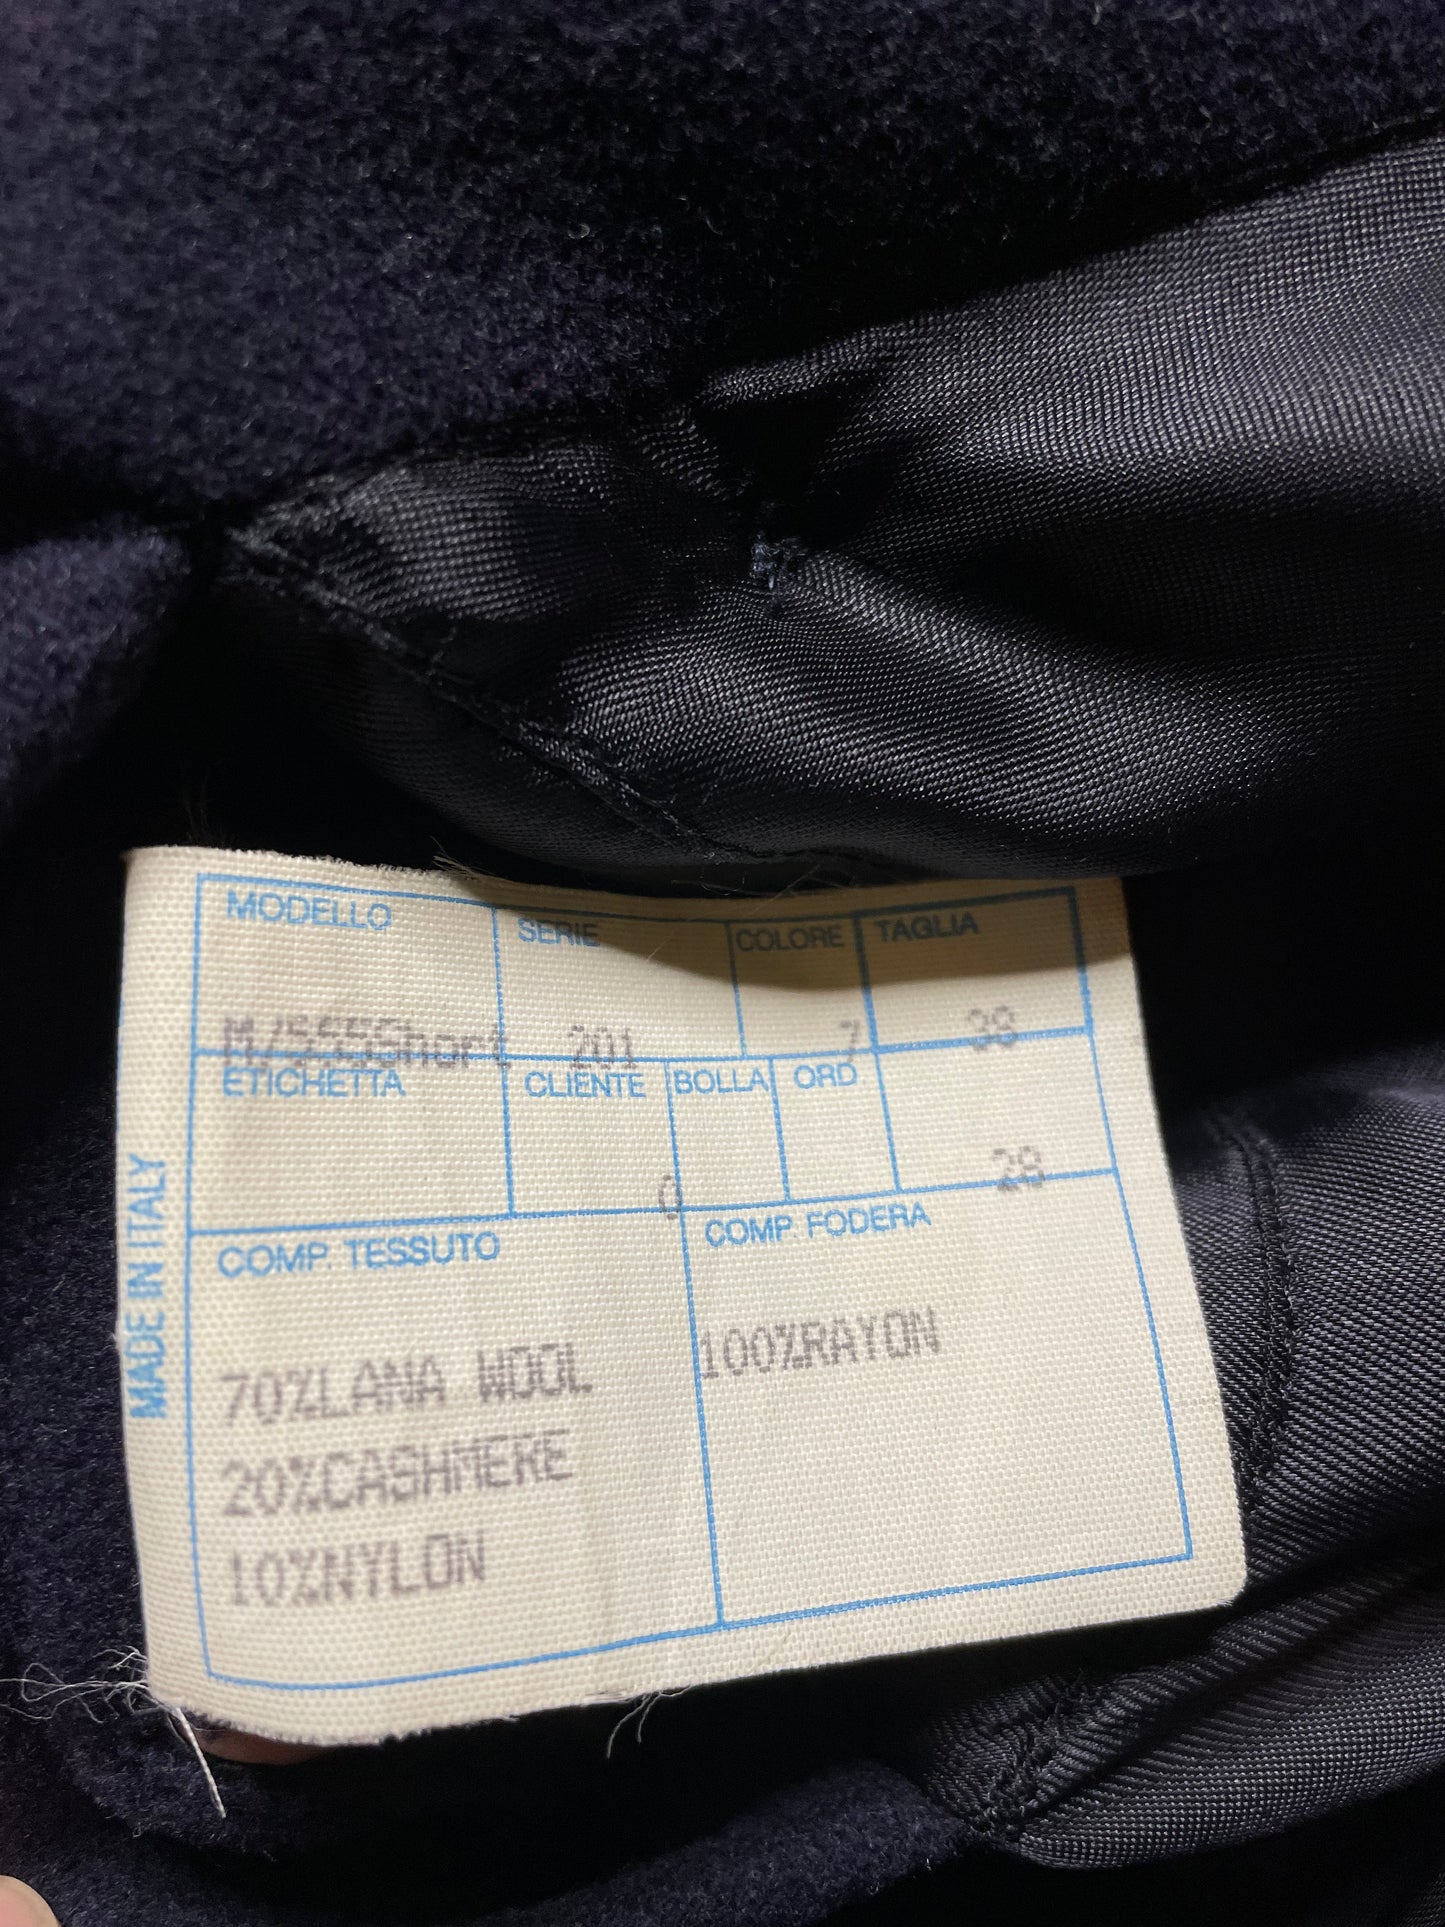 MODELLO SERIE COLORE TAGLIA
Short 201 7 38
ETICHETTA CLIENTE BOLLA ORD
0 28
COMP. TESSUTO COMP. FODERA
70%LANA WOOL 100%RAYON
20%CASHMERE
10%NYLON
MADE IN ITALY